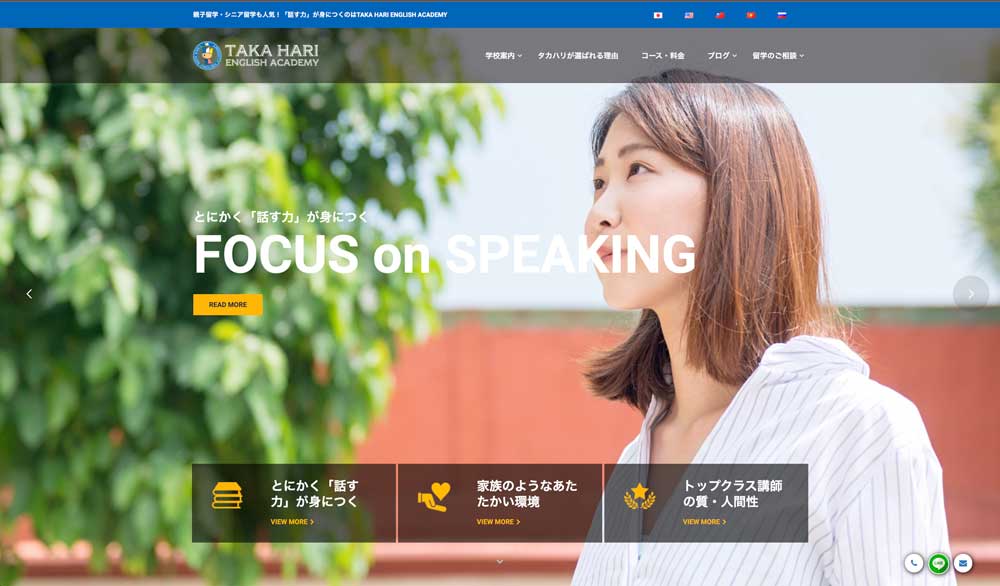 親子留学・シニア留学も人気！「話す力」が身につくのはTAKA HARI ENGLISH ACADEMY
TAKA HARI
ENGLISH ACADEMY
学校案内 タカハリが選ばれる理由 コース・料金 ブログ 留学のご相談
とにかく「話す力」が身につく
FOCUS on SPEAKING
READ MORE
とにかく「話す
力」が身につく
VIEW MORE
家族のようなあた
たかい環境
VIEW MORE
トップクラス講師
の質・人間性
VIEW MORE